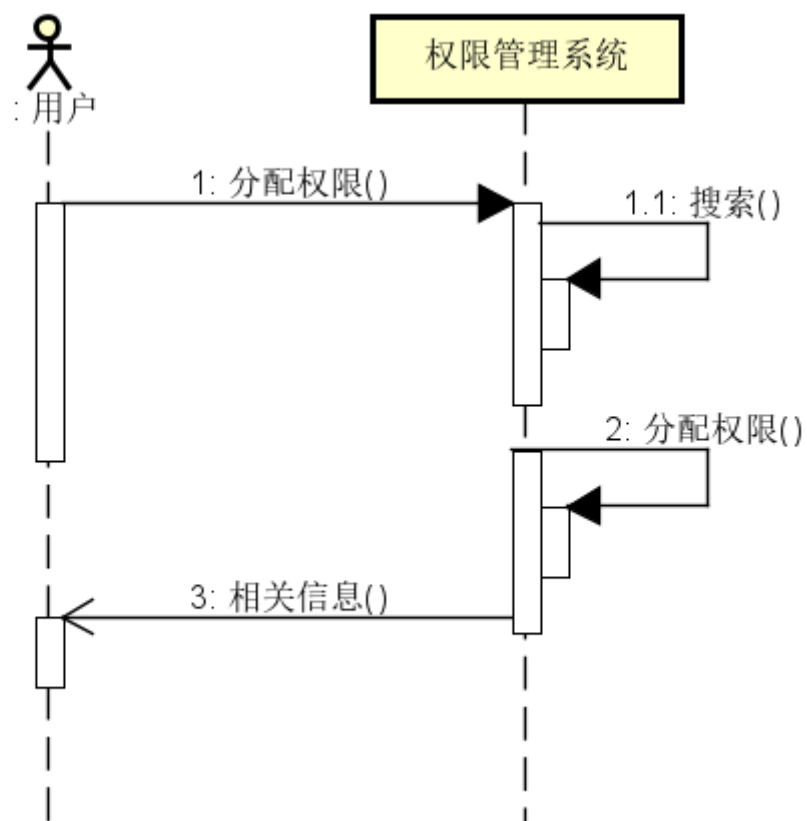 权限管理系统
: 用户
1: 分配权限()
1.1: 搜索()
2: 分配权限()
3: 相关信息()